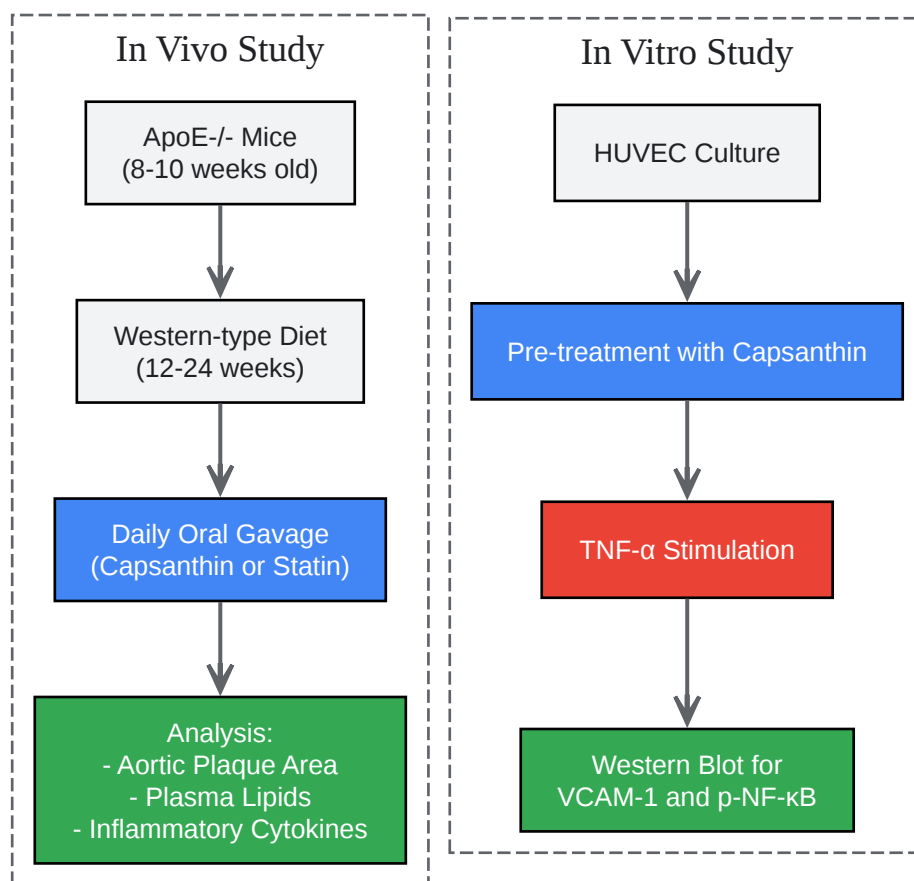 In Vivo Study
ApoE-/- Mice
(8-10 weeks old)
Western-type Diet
(12-24 weeks)
Daily Oral Gavage
(Capsanthin or Statin)
Analysis:
- Aortic Plaque Area
- Plasma Lipids
- Inflammatory Cytokines
In Vitro Study
HUVEC Culture
Pre-treatment with Capsanthin
TNF-α Stimulation
Western Blot for
VCAM-1 and p-NF-κB